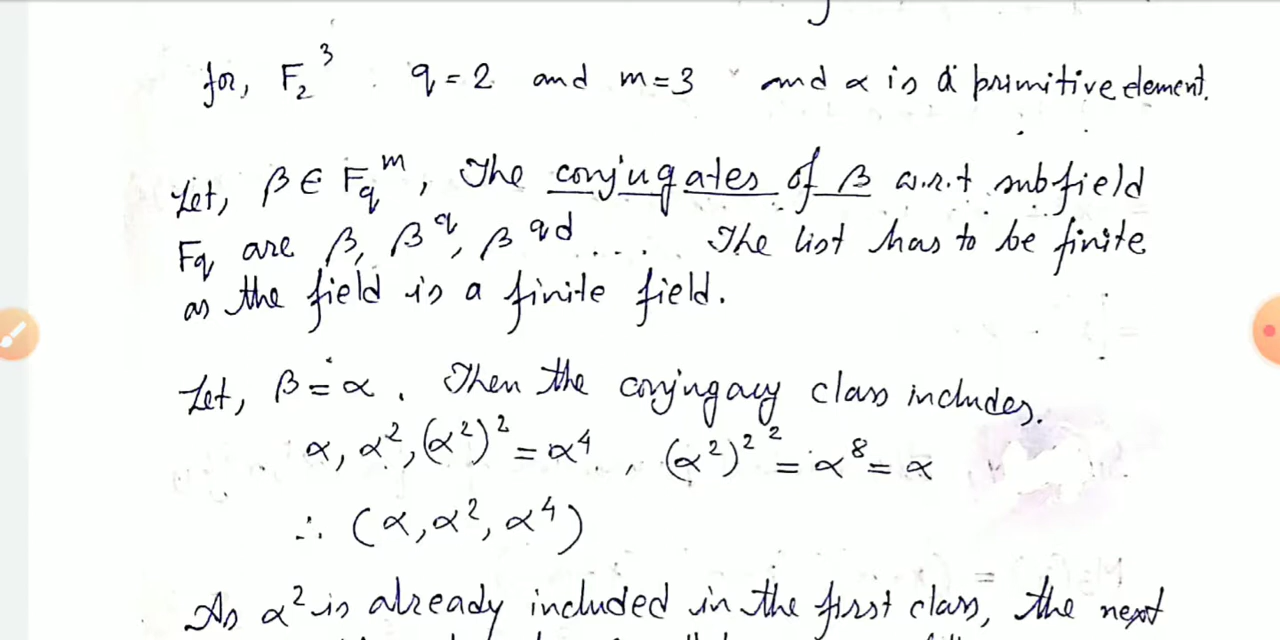 for, F₂³ . q = 2 and m = 3 and α is a primitive element.
Let, β ∈ F_q^m, The conjugates of β w.r.t subfield
F_q are β, β^q, β^qd .... The list has to be finite
as the field is a finite field.
Let, β = α. Then the conjugacy class includes.
α, α², (α²)² = α⁴, (α²)²² = α⁸ = α
∴ (α, α², α⁴)
As α² is already included in the first class, the next